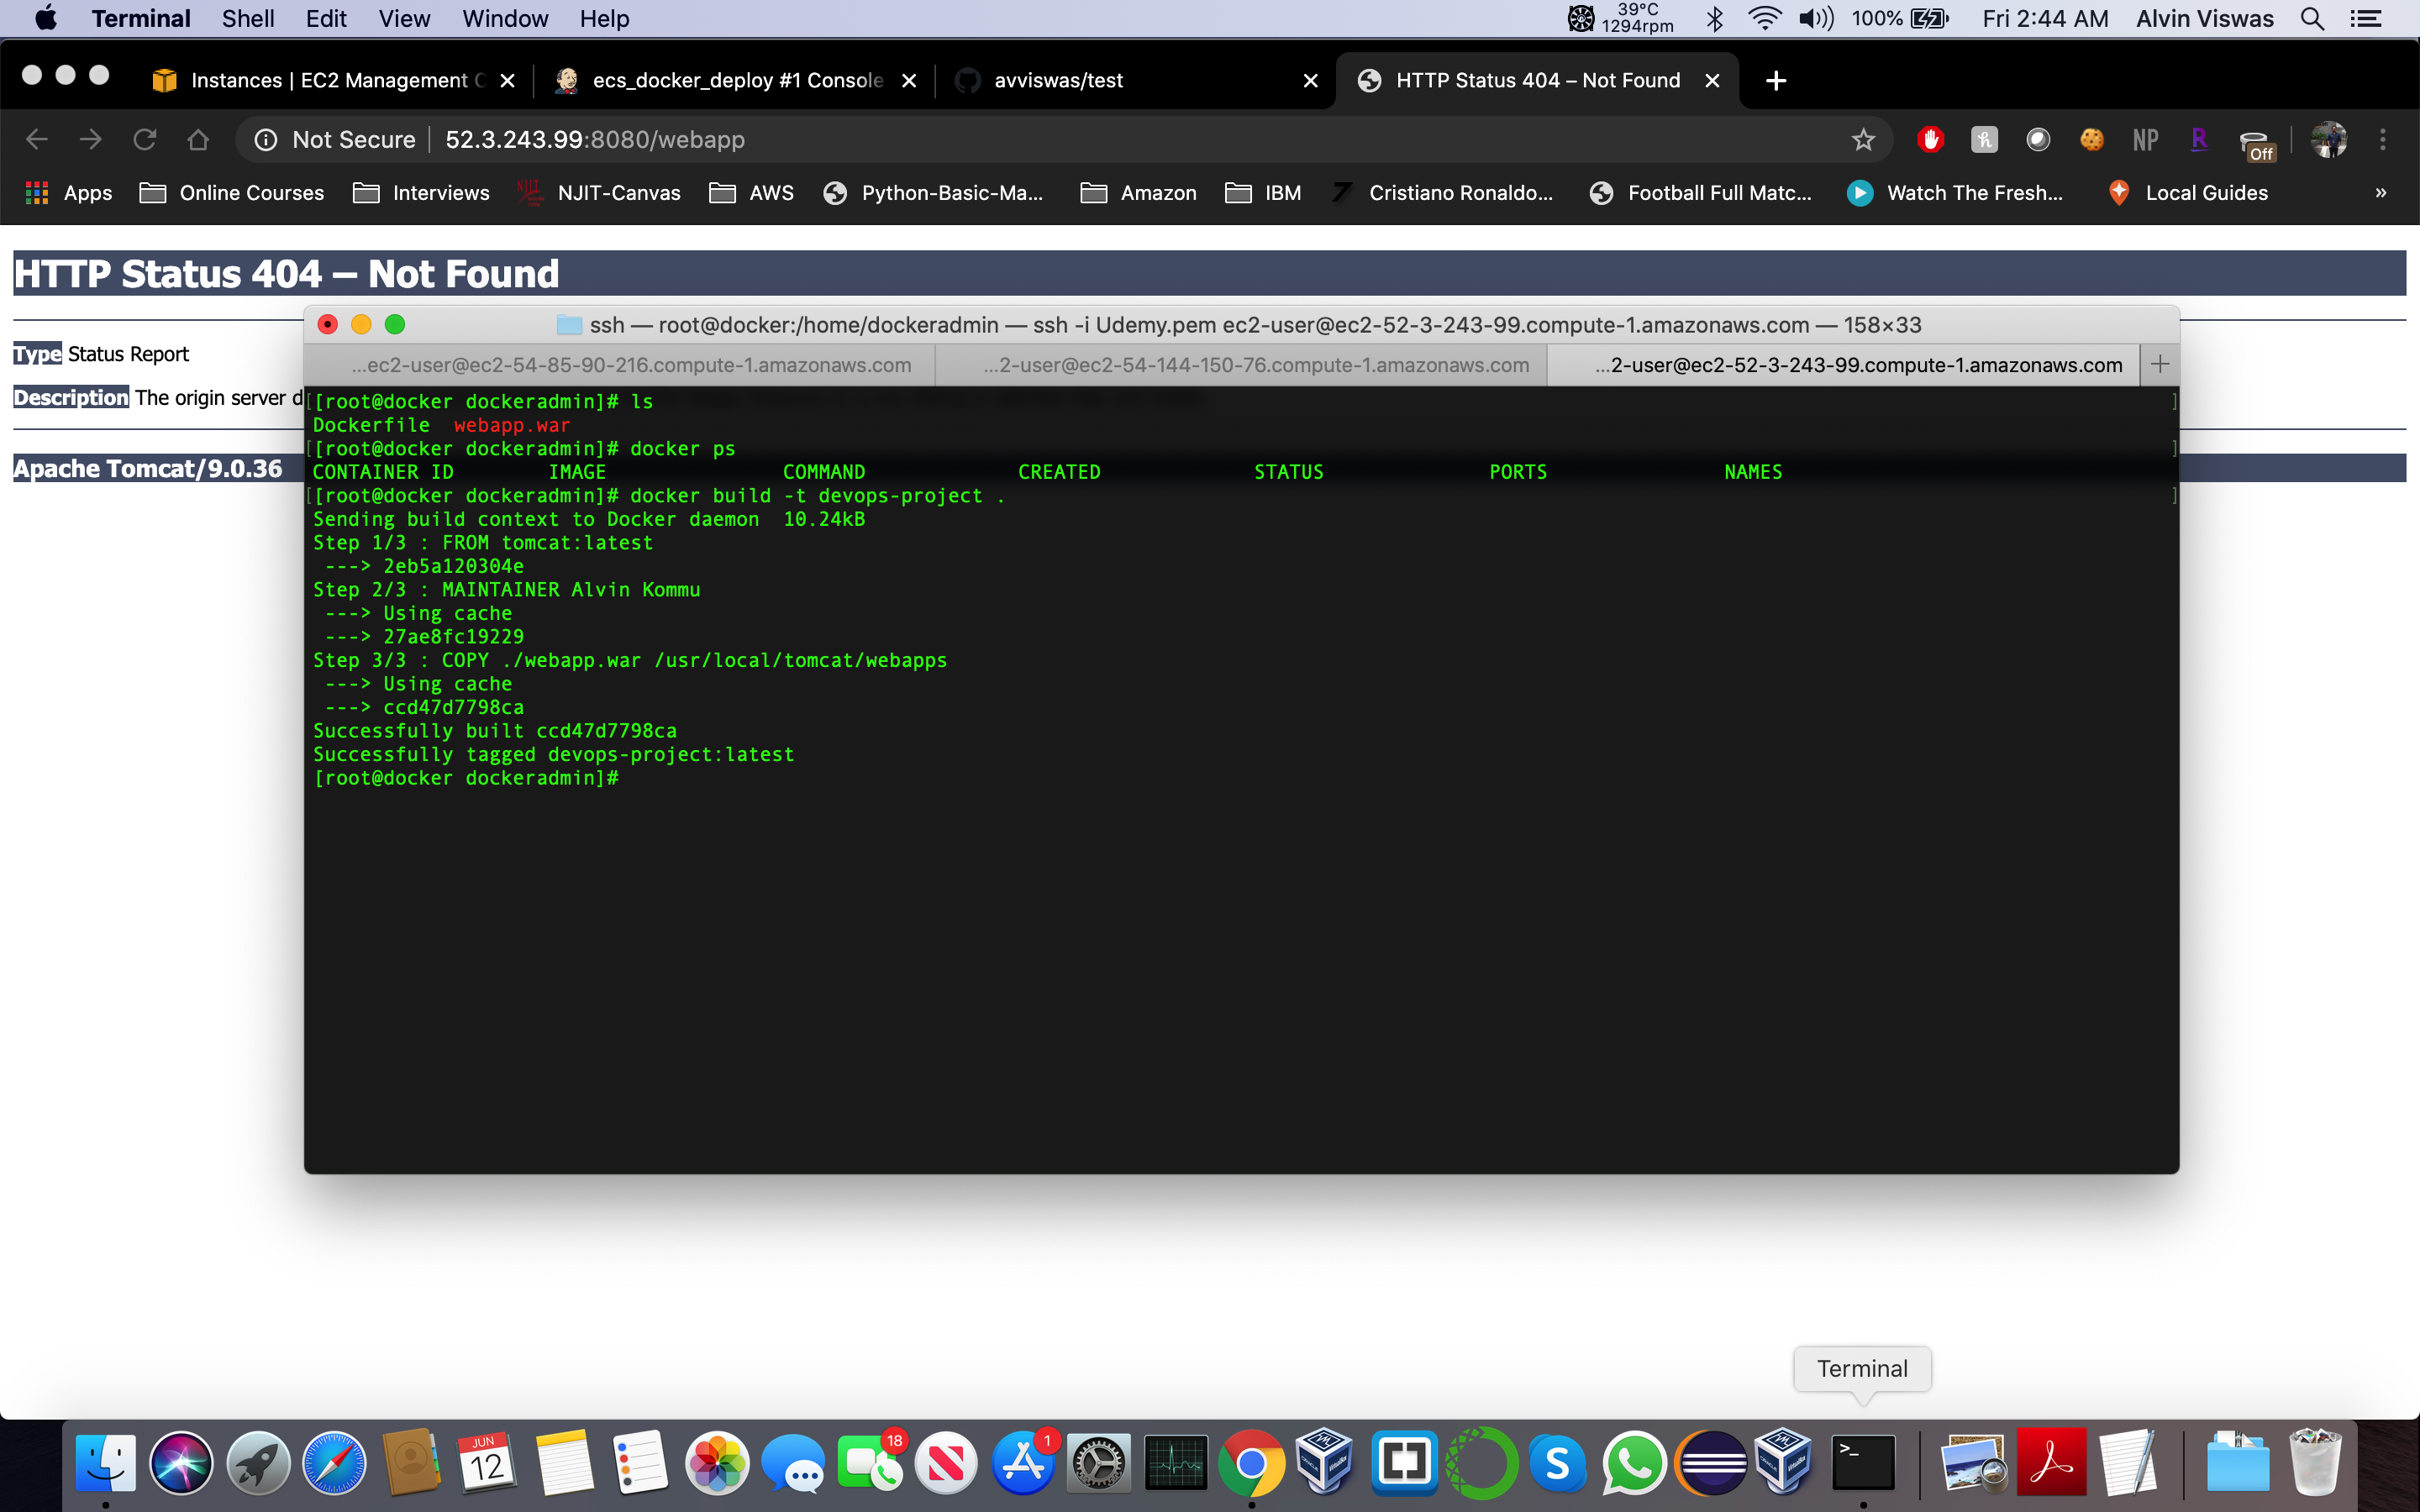 Terminal Shell Edit View Window Help 39°C 1294rpm 100% Fri 2:44 AM Alvin Viswas
Instances | EC2 Management C
ecs_docker_deploy #1 Console
avviswas/test
HTTP Status 404 – Not Found
Not Secure 52.3.243.99:8080/webapp
NP R Off
Apps Online Courses Interviews NJIT-Canvas AWS Python-Basic-Ma... Amazon IBM Cristiano Ronaldo... Football Full Matc... Watch The Fresh... Local Guides »
HTTP Status 404 – Not Found
Type Status Report
Description The origin server d
Apache Tomcat/9.0.36
ssh — root@docker:/home/dockeradmin — ssh -i Udemy.pem ec2-user@ec2-52-3-243-99.compute-1.amazonaws.com — 158×33
...ec2-user@ec2-54-85-90-216.compute-1.amazonaws.com
...2-user@ec2-54-144-150-76.compute-1.amazonaws.com
...2-user@ec2-52-3-243-99.compute-1.amazonaws.com
[[root@docker dockeradmin]# ls ]
Dockerfile webapp.war
[[root@docker dockeradmin]# docker ps ]
CONTAINER ID IMAGE COMMAND CREATED STATUS PORTS NAMES
[[root@docker dockeradmin]# docker build -t devops-project . ]
Sending build context to Docker daemon 10.24kB
Step 1/3 : FROM tomcat:latest
---> 2eb5a120304e
Step 2/3 : MAINTAINER Alvin Kommu
---> Using cache
---> 27ae8fc19229
Step 3/3 : COPY ./webapp.war /usr/local/tomcat/webapps
---> Using cache
---> ccd47d7798ca
Successfully built ccd47d7798ca
Successfully tagged devops-project:latest
[root@docker dockeradmin]#
Terminal
JUN
12
18
1
S
>_